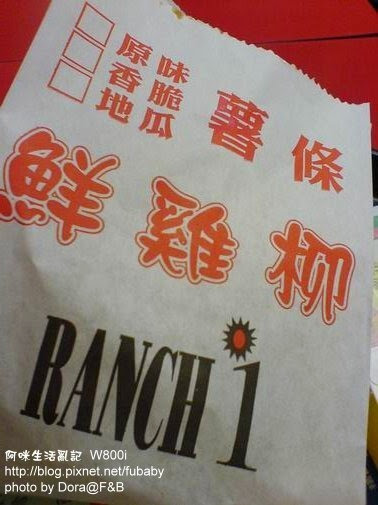 原味
香脆
地瓜
薯條
鮮雞柳
RANCH 1
阿咪生活亂記 W800i
http://blog.pixnet.net/fubaby
photo by Dora@F&B